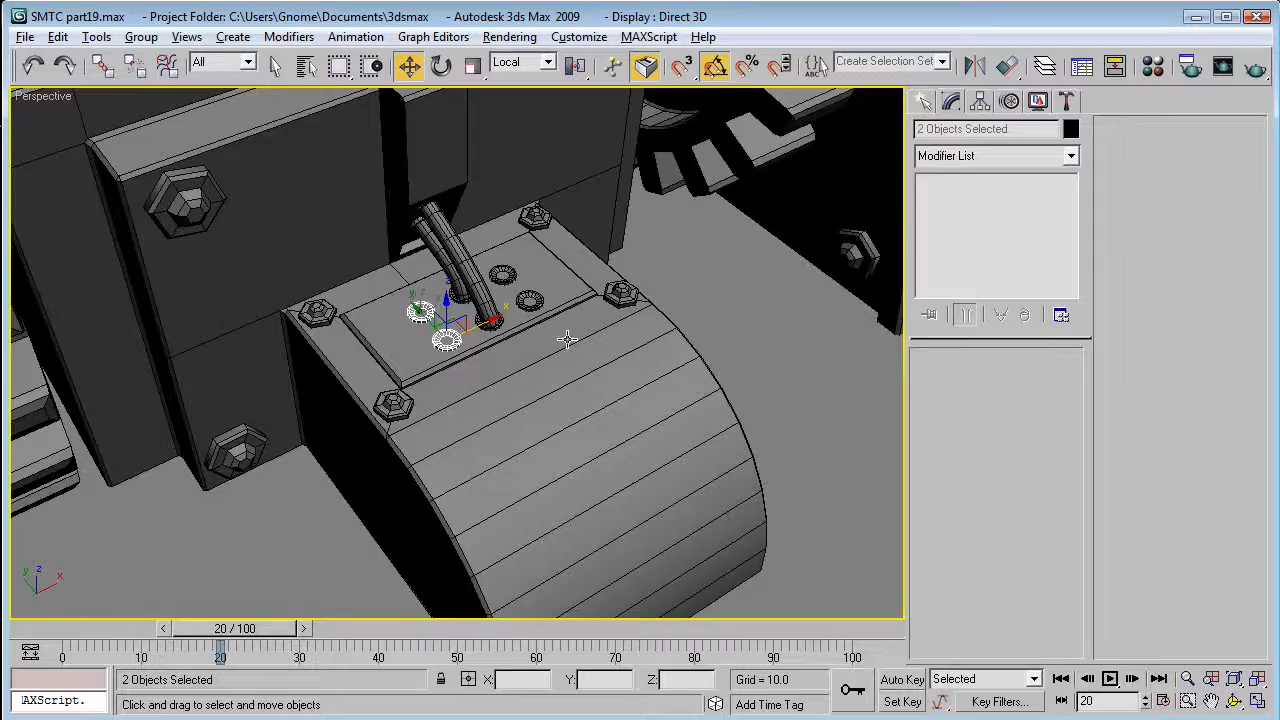 SMTC part19.max - Project Folder: C:\Users\Gnome\Documents\3dsmax - Autodesk 3ds Max 2009 - Display : Direct 3D
File Edit Tools Group Views Create Modifiers Animation Graph Editors Rendering Customize MAXScript Help
All Local 3 % ABC Create Selection Set
Perspective
2 Objects Selected
Modifier List
x
y
z
x
y
z
20 / 100
0 10 20 30 40 50 60 70 80 90 100
2 Objects Selected X: Y: Z: Grid = 10.0 Auto Key Selected
AXScript. Click and drag to select and move objects Add Time Tag Set Key Key Filters... 20